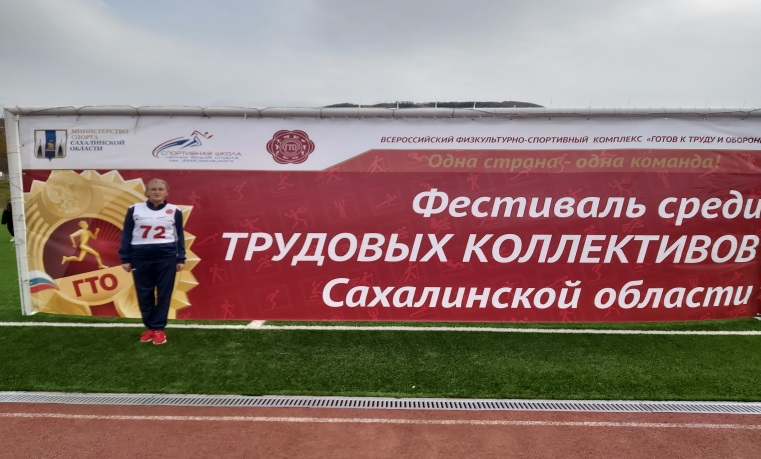 МИНИСТЕРСТВО
СПОРТА
САХАЛИНСКОЙ
ОБЛАСТИ
СПОРТИВНАЯ ШКОЛА
ГТО
ВСЕРОССИЙСКИЙ ФИЗКУЛЬТУРНО-СПОРТИВНЫЙ КОМПЛЕКС «ГОТОВ К ТРУДУ И ОБОРОН
Одна страна - одна команда!
Фестиваль среди
ТРУДОВЫХ КОЛЛЕКТИВОВ
Сахалинской области
72
ГТО